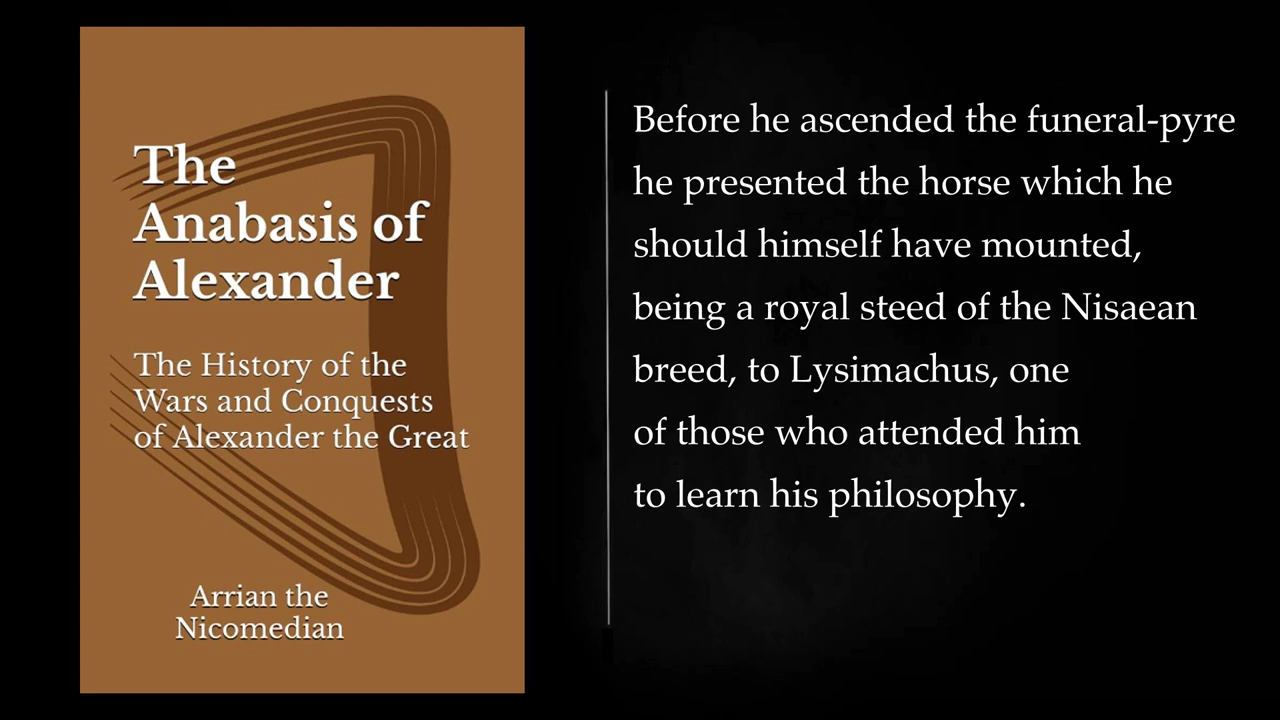 The
Anabasis of
Alexander
The History of the
Wars and Conquests
of Alexander the Great
Arrian the
Nicomedian
Before he ascended the funeral-pyre
he presented the horse which he
should himself have mounted,
being a royal steed of the Nisaean
breed, to Lysimachus, one
of those who attended him
to learn his philosophy.